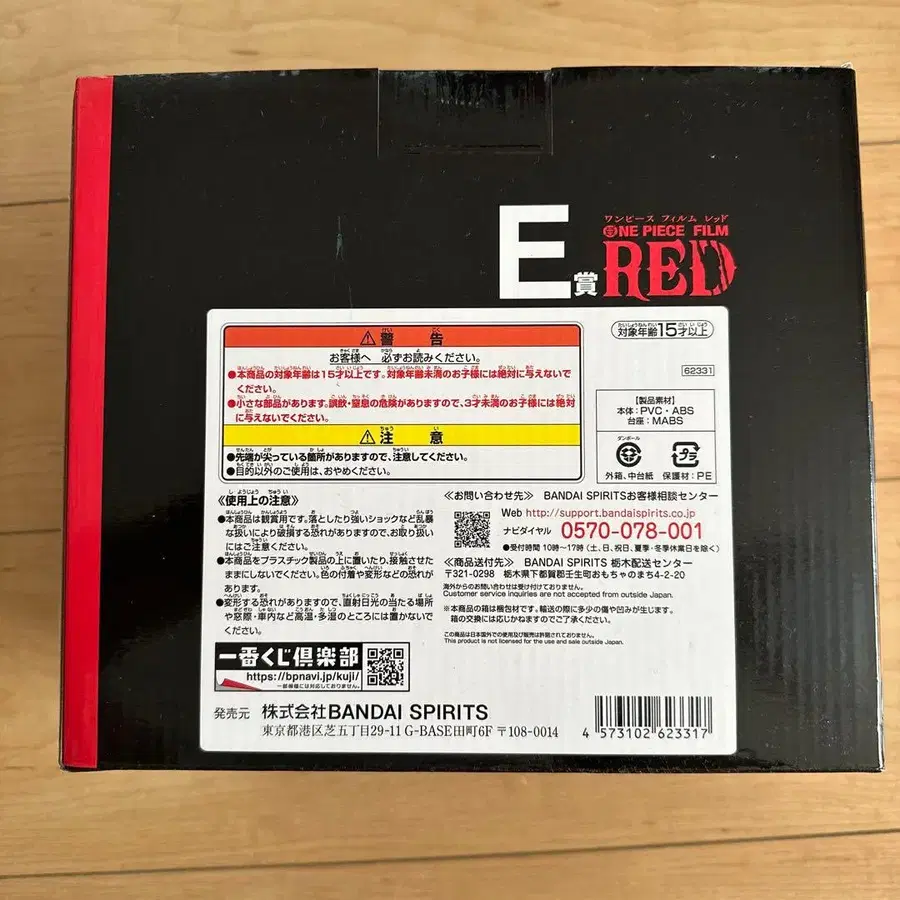 E賞
ワンピース フィルム レッド
ONE PIECE FILM
RED
対象年齢15才以上
62331
⚠警告
お客様へ 必ずお読みください。
●本商品の対象年齢は15才以上です。対象年齢未満のお子様には絶対に与えないで
ください。
●小さな部品があります。誤飲・窒息の危険がありますので、3才未満のお子様には絶対
に与えないでください。
⚠注意
●先端が尖っている箇所がありますので、注意してください。
●目的以外のご使用は、おやめください。
【製品素材】
本体:PVC・ABS
台座:MABS
ダンボール
外箱、中台紙
プラ
保護材:PE
《使用上の注意》
●本商品は観賞用です。落としたり強いショックなど乱暴
な扱いにより破損する恐れがありますので、お取り扱い
にはご注意ください。
●本商品をプラスチック製品の上に置いたり、接触させた
ままにしないでください。色の付着や変形などの恐れが
あります。
●変形する恐れがありますので、直射日光の当たる場所
や窓際・車内など高温・多湿のところには置かないでく
ださい。
《お問い合わせ先》 BANDAI SPIRITSお客様相談センター
Web http://support.bandaispirits.co.jp
ナビダイヤル 0570-078-001
●受付時間 10時~17時(土、日、祝日、夏季・冬季休業日を除く)
《商品送付先》 BANDAI SPIRITS 栃木配送センター
〒321-0298 栃木県下都賀郡壬生町おもちゃのまち4-2-20
海外からのお問い合わせは受け付けておりません。
Customer service inquiries are not accepted from outside Japan.
※本商品の箱は梱包材です。輸送の際に多少の傷や凹みが生じます。
箱の交換には応じかねますのでご了承ください。
この商品は日本国外での使用及び販売は許諾されておりません。
This product is not licensed for the use and sale outside Japan.
一番くじ倶楽部
https://bpnavi.jp/kuji/
一部機種には対応しておりません。
発売元 株式会社BANDAI SPIRITS
東京都港区芝五丁目29-11 G-BASE田町6F 〒108-0014
4 573102 623317